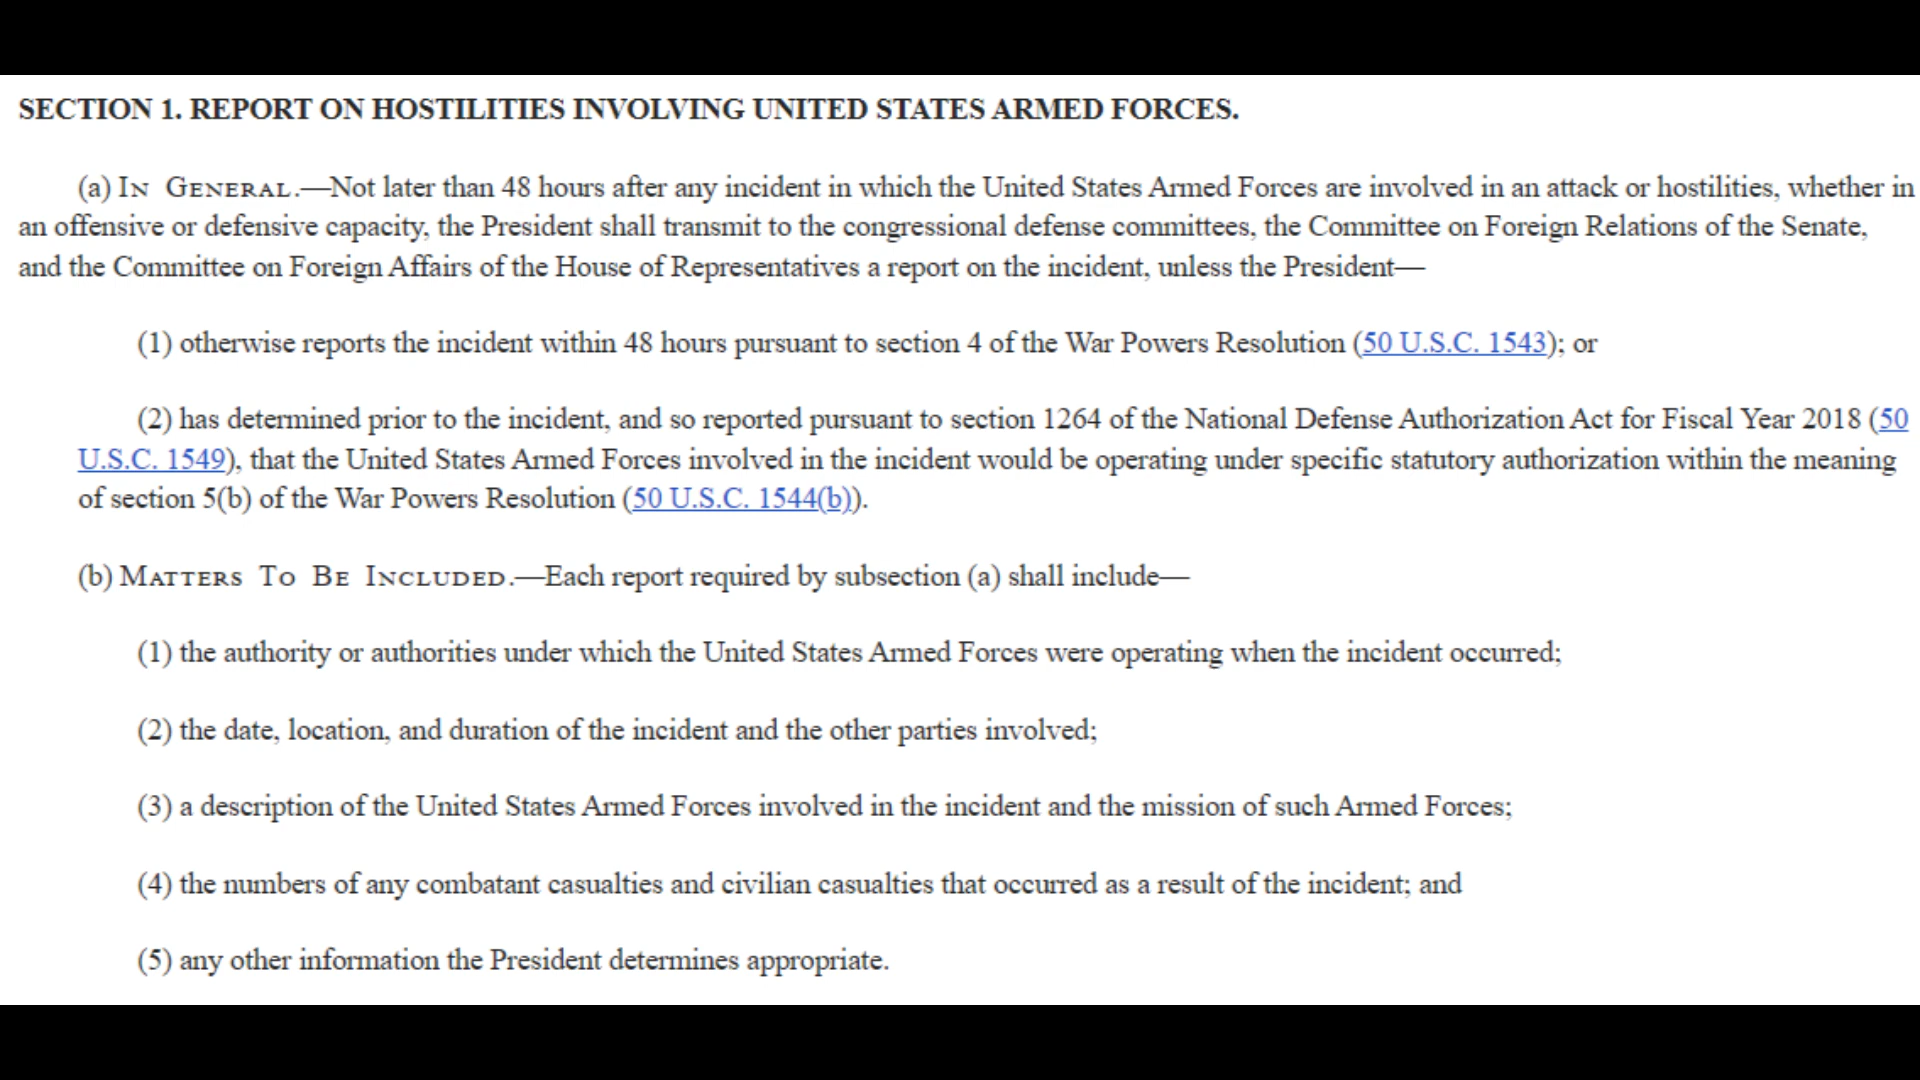 SECTION 1. REPORT ON HOSTILITIES INVOLVING UNITED STATES ARMED FORCES.
(a) IN GENERAL.—Not later than 48 hours after any incident in which the United States Armed Forces are involved in an attack or hostilities, whether in
an offensive or defensive capacity, the President shall transmit to the congressional defense committees, the Committee on Foreign Relations of the Senate,
and the Committee on Foreign Affairs of the House of Representatives a report on the incident, unless the President—
(1) otherwise reports the incident within 48 hours pursuant to section 4 of the War Powers Resolution (50 U.S.C. 1543); or
(2) has determined prior to the incident, and so reported pursuant to section 1264 of the National Defense Authorization Act for Fiscal Year 2018 (50
U.S.C. 1549), that the United States Armed Forces involved in the incident would be operating under specific statutory authorization within the meaning
of section 5(b) of the War Powers Resolution (50 U.S.C. 1544(b)).
(b) MATTERS TO BE INCLUDED.—Each report required by subsection (a) shall include—
(1) the authority or authorities under which the United States Armed Forces were operating when the incident occurred;
(2) the date, location, and duration of the incident and the other parties involved;
(3) a description of the United States Armed Forces involved in the incident and the mission of such Armed Forces;
(4) the numbers of any combatant casualties and civilian casualties that occurred as a result of the incident; and
(5) any other information the President determines appropriate.